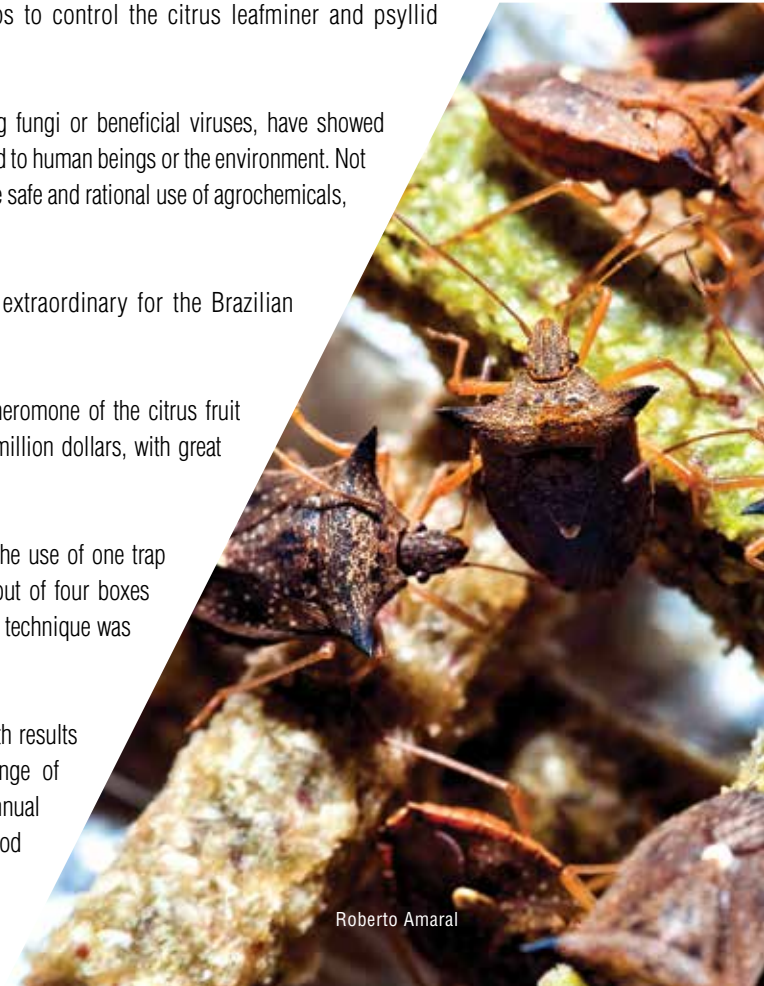 os to control the citrus leafminer and psyllid
g fungi or beneficial viruses, have showed
d to human beings or the environment. Not
e safe and rational use of agrochemicals,
extraordinary for the Brazilian
heromone of the citrus fruit
million dollars, with great
he use of one trap
out of four boxes
technique was
th results
nge of
nnual
od
Roberto Amaral